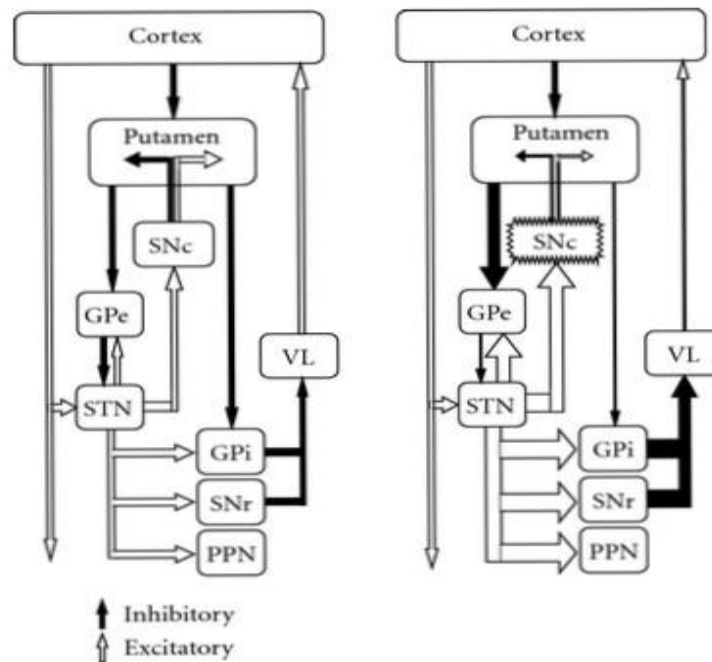 Cortex
Putamen
SNc
GPe
VL
STN
GPi
SNr
PPN
Inhibitory
Excitatory
Cortex
Putamen
SNc
GPe
VL
STN
GPi
SNr
PPN